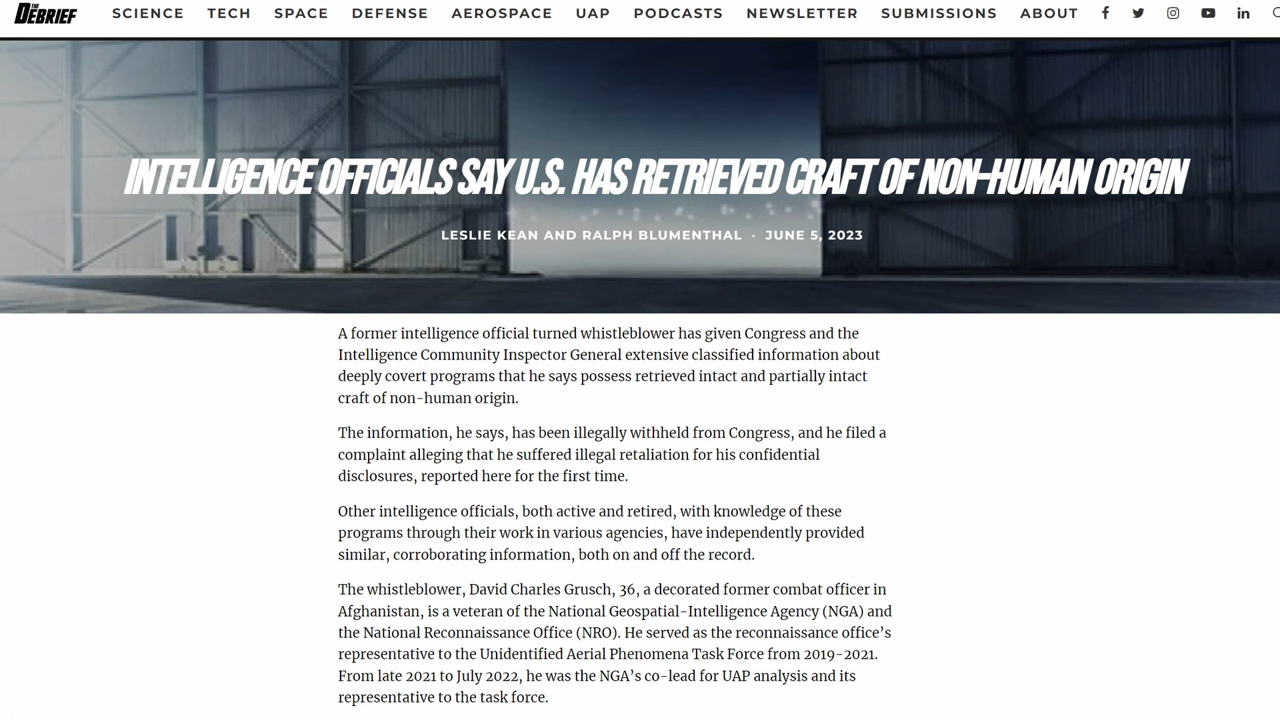 THE DEBRIEF SCIENCE TECH SPACE DEFENSE AEROSPACE UAP PODCASTS NEWSLETTER SUBMISSIONS ABOUT
INTELLIGENCE OFFICIALS SAY U.S. HAS RETRIEVED CRAFT OF NON-HUMAN ORIGIN
LESLIE KEAN AND RALPH BLUMENTHAL · JUNE 5, 2023
A former intelligence official turned whistleblower has given Congress and the
Intelligence Community Inspector General extensive classified information about
deeply covert programs that he says possess retrieved intact and partially intact
craft of non-human origin.
The information, he says, has been illegally withheld from Congress, and he filed a
complaint alleging that he suffered illegal retaliation for his confidential
disclosures, reported here for the first time.
Other intelligence officials, both active and retired, with knowledge of these
programs through their work in various agencies, have independently provided
similar, corroborating information, both on and off the record.
The whistleblower, David Charles Grusch, 36, a decorated former combat officer in
Afghanistan, is a veteran of the National Geospatial-Intelligence Agency (NGA) and
the National Reconnaissance Office (NRO). He served as the reconnaissance office’s
representative to the Unidentified Aerial Phenomena Task Force from 2019-2021.
From late 2021 to July 2022, he was the NGA’s co-lead for UAP analysis and its
representative to the task force.